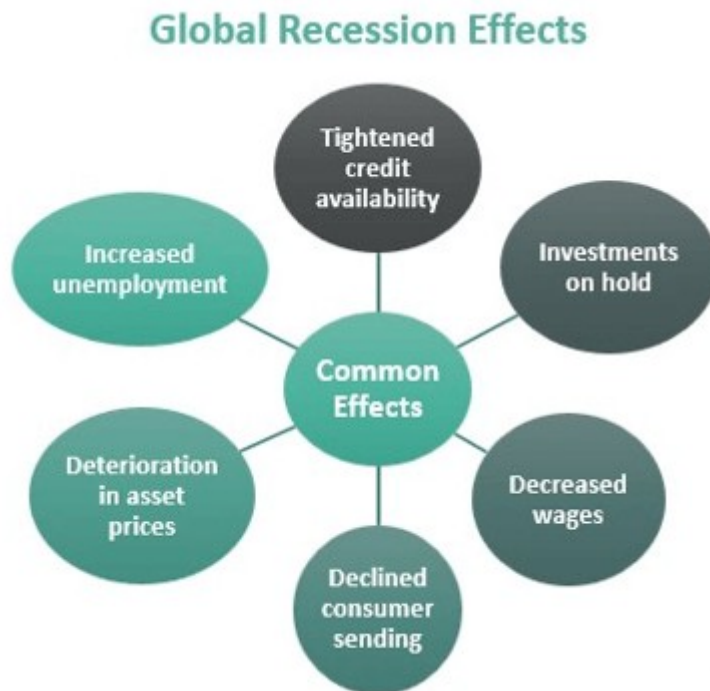 Global Recession Effects
Tightened
credit
availability
Increased
unemployment
Investments
on hold
Common
Effects
Deterioration
in asset
prices
Decreased
wages
Declined
consumer
sending